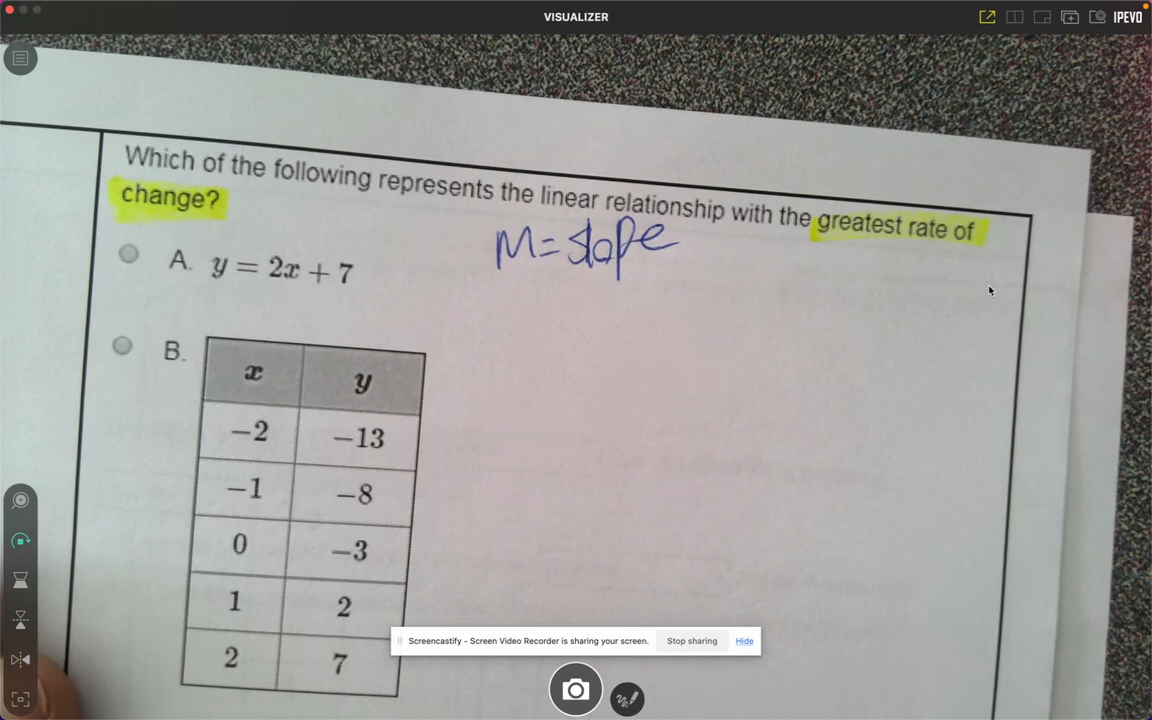 VISUALIZER
IPEVO
Which of the following represents the linear relationship with the greatest rate of
change?
M = slope
A. y = 2x + 7
B.
x y
−2 −13
−1 −8
0 −3
1 2
2 7
Screencastify - Screen Video Recorder is sharing your screen. Stop sharing Hide